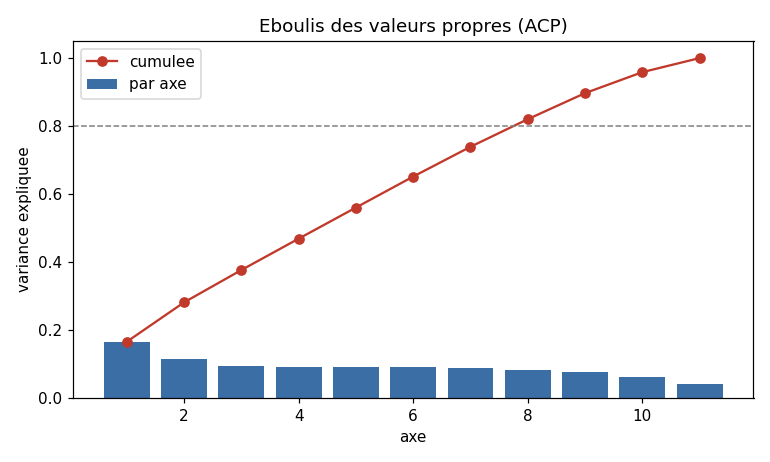 Eboulis des valeurs propres (ACP)
cumulee
par axe
variance expliquee
1.0
0.8
0.6
0.4
0.2
0.0
2
4
6
8
10
axe